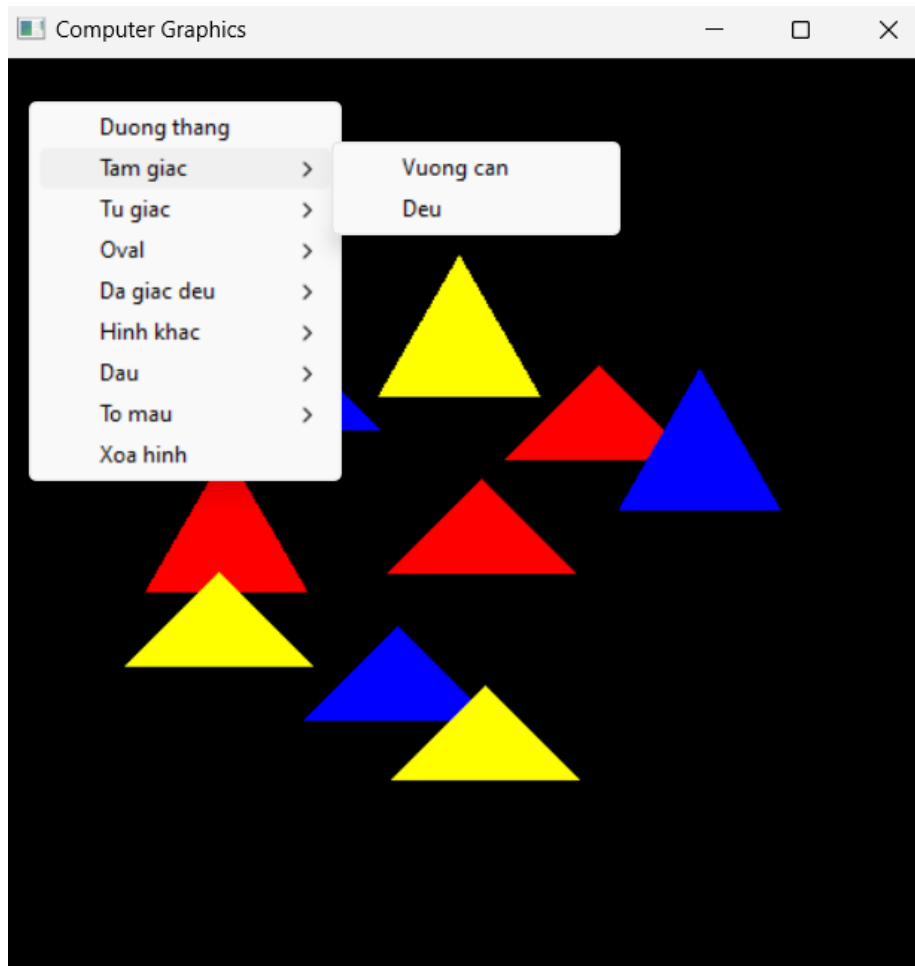 Computer Graphics
Duong thang
Tam giac
Vuong can
Tu giac
Deu
Oval
Da giac deu
Hinh khac
Dau
To mau
Xoa hinh